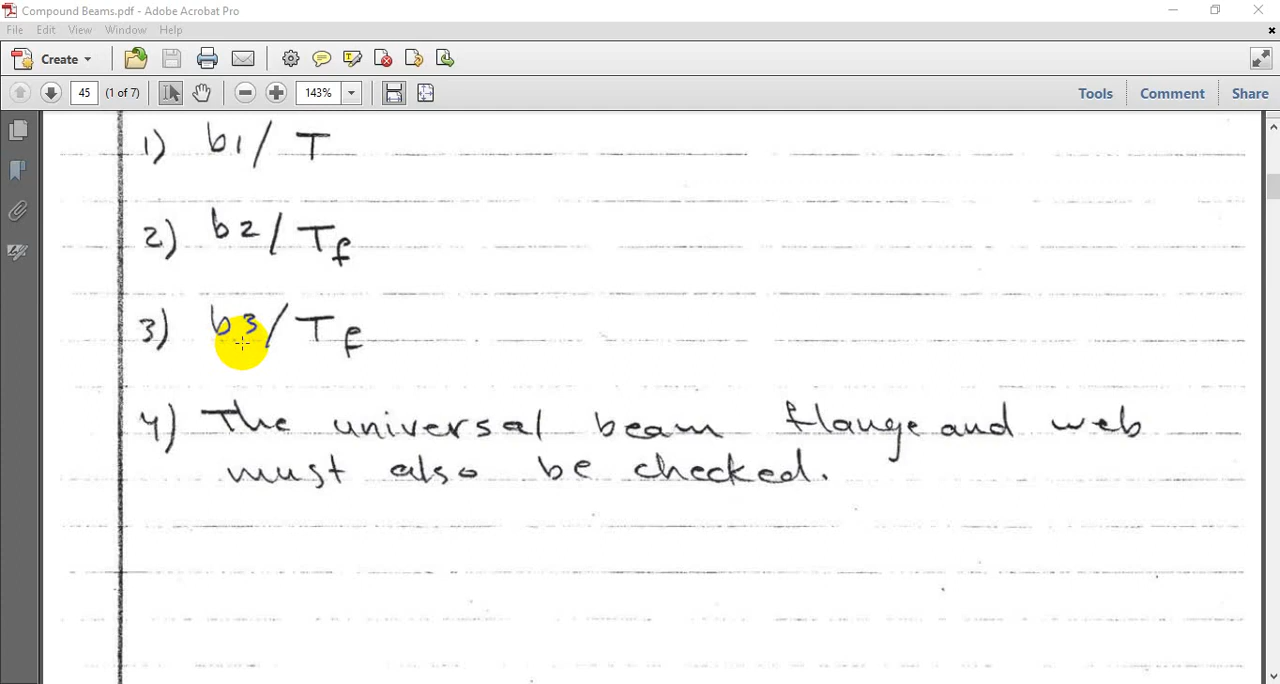 Compound Beams.pdf - Adobe Acrobat Pro
File Edit View Window Help
Create
45 (1 of 7) 143% Tools Comment Share
1) b1/ T
2) b2/ Tf
3) b3/ Tf
4) The universal beam flange and web
must also be checked.